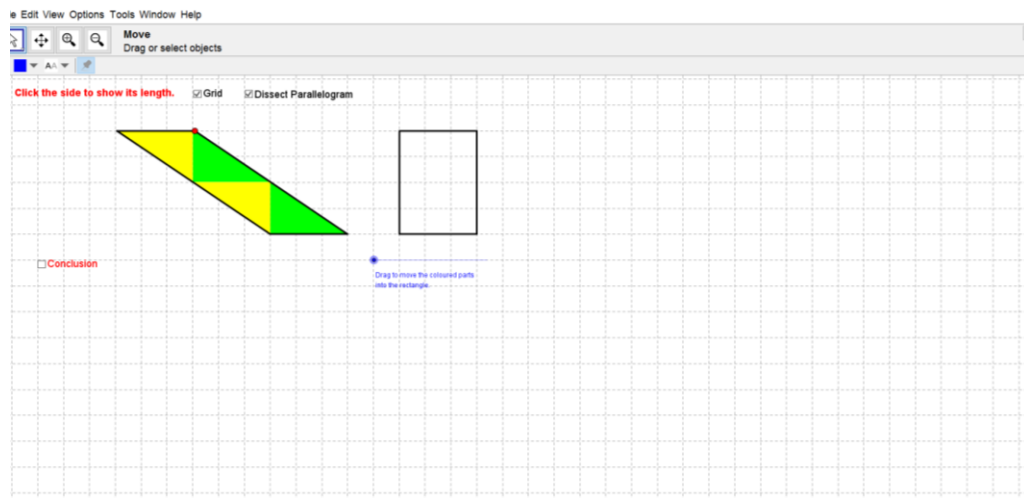 e Edit View Options Tools Window Help
Move
Drag or select objects
AA
Click the side to show its length.
Grid
Dissect Parallelogram
Conclusion
Drag to move the coloured parts
into the rectangle.